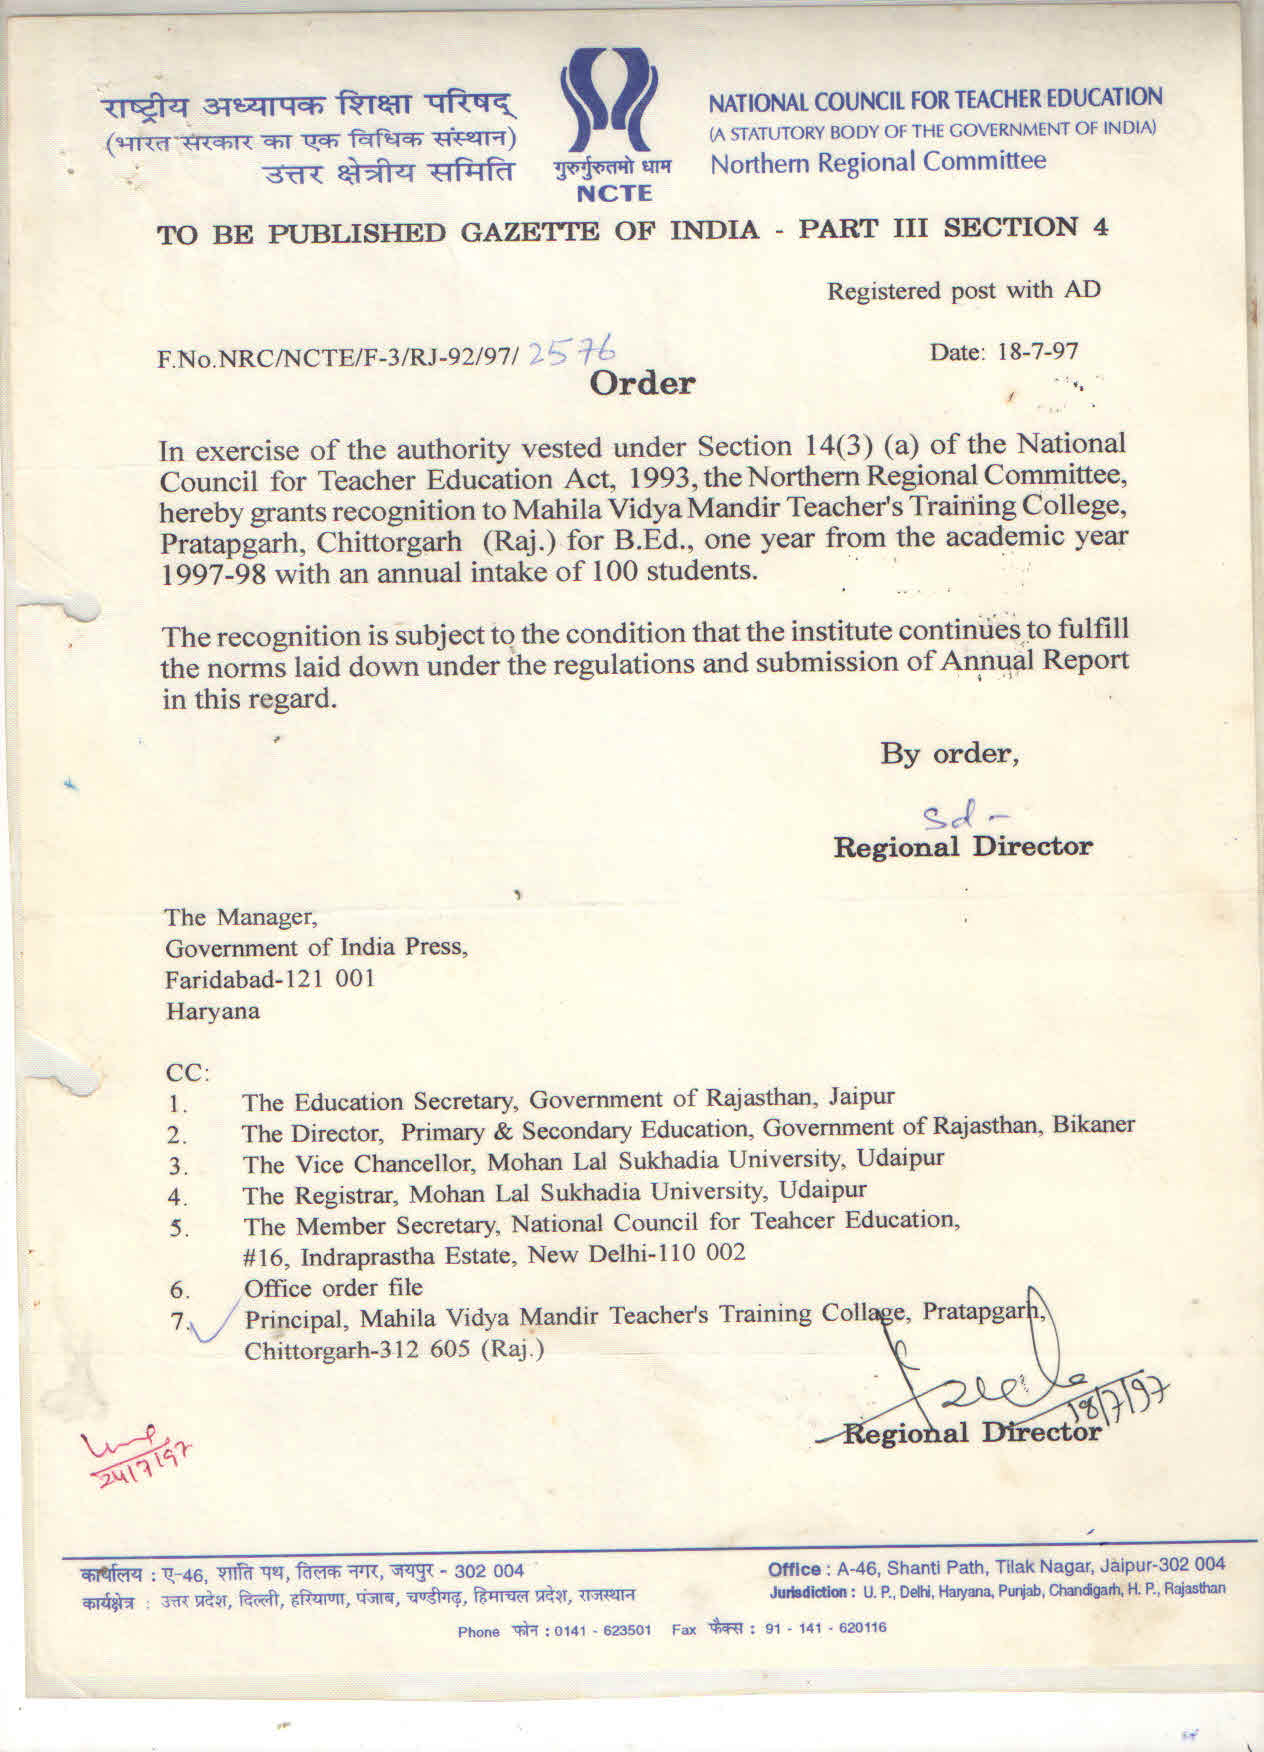 राष्ट्रीय अध्यापक शिक्षा परिषद्
(भारत सरकार का एक विधिक संस्थान)
उत्तर क्षेत्रीय समिति
गुरुर्गुरुतमो धाम
NCTE
NATIONAL COUNCIL FOR TEACHER EDUCATION
(A STATUTORY BODY OF THE GOVERNMENT OF INDIA)
Northern Regional Committee
TO BE PUBLISHED GAZETTE OF INDIA - PART III SECTION 4
Registered post with AD
F.No.NRC/NCTE/F-3/RJ-92/97/ 2576
Date: 18-7-97
Order
In exercise of the authority vested under Section 14(3) (a) of the National
Council for Teacher Education Act, 1993, the Northern Regional Committee,
hereby grants recognition to Mahila Vidya Mandir Teacher's Training College,
Pratapgarh, Chittorgarh (Raj.) for B.Ed., one year from the academic year
1997-98 with an annual intake of 100 students.
The recognition is subject to the condition that the institute continues to fulfill
the norms laid down under the regulations and submission of Annual Report
in this regard.
By order,
Sd -
Regional Director
The Manager,
Government of India Press,
Faridabad-121 001
Haryana
CC:
1. The Education Secretary, Government of Rajasthan, Jaipur
2. The Director, Primary & Secondary Education, Government of Rajasthan, Bikaner
3. The Vice Chancellor, Mohan Lal Sukhadia University, Udaipur
4. The Registrar, Mohan Lal Sukhadia University, Udaipur
5. The Member Secretary, National Council for Teahcer Education,
#16, Indraprastha Estate, New Delhi-110 002
6. Office order file
7. Principal, Mahila Vidya Mandir Teacher's Training Collage, Pratapgarh,
Chittorgarh-312 605 (Raj.)
18/7/97
Regional Director
24/7/97
कार्यालय : ए-46, शांति पथ, तिलक नगर, जयपुर - 302 004
कार्यक्षेत्र : उत्तर प्रदेश, दिल्ली, हरियाणा, पंजाब, चण्डीगढ़, हिमाचल प्रदेश, राजस्थान
Office : A-46, Shanti Path, Tilak Nagar, Jaipur-302 004
Jurisdiction : U. P., Delhi, Haryana, Punjab, Chandigarh, H. P., Rajasthan
Phone फोन : 0141 - 623501 Fax फैक्स : 91 - 141 - 620116